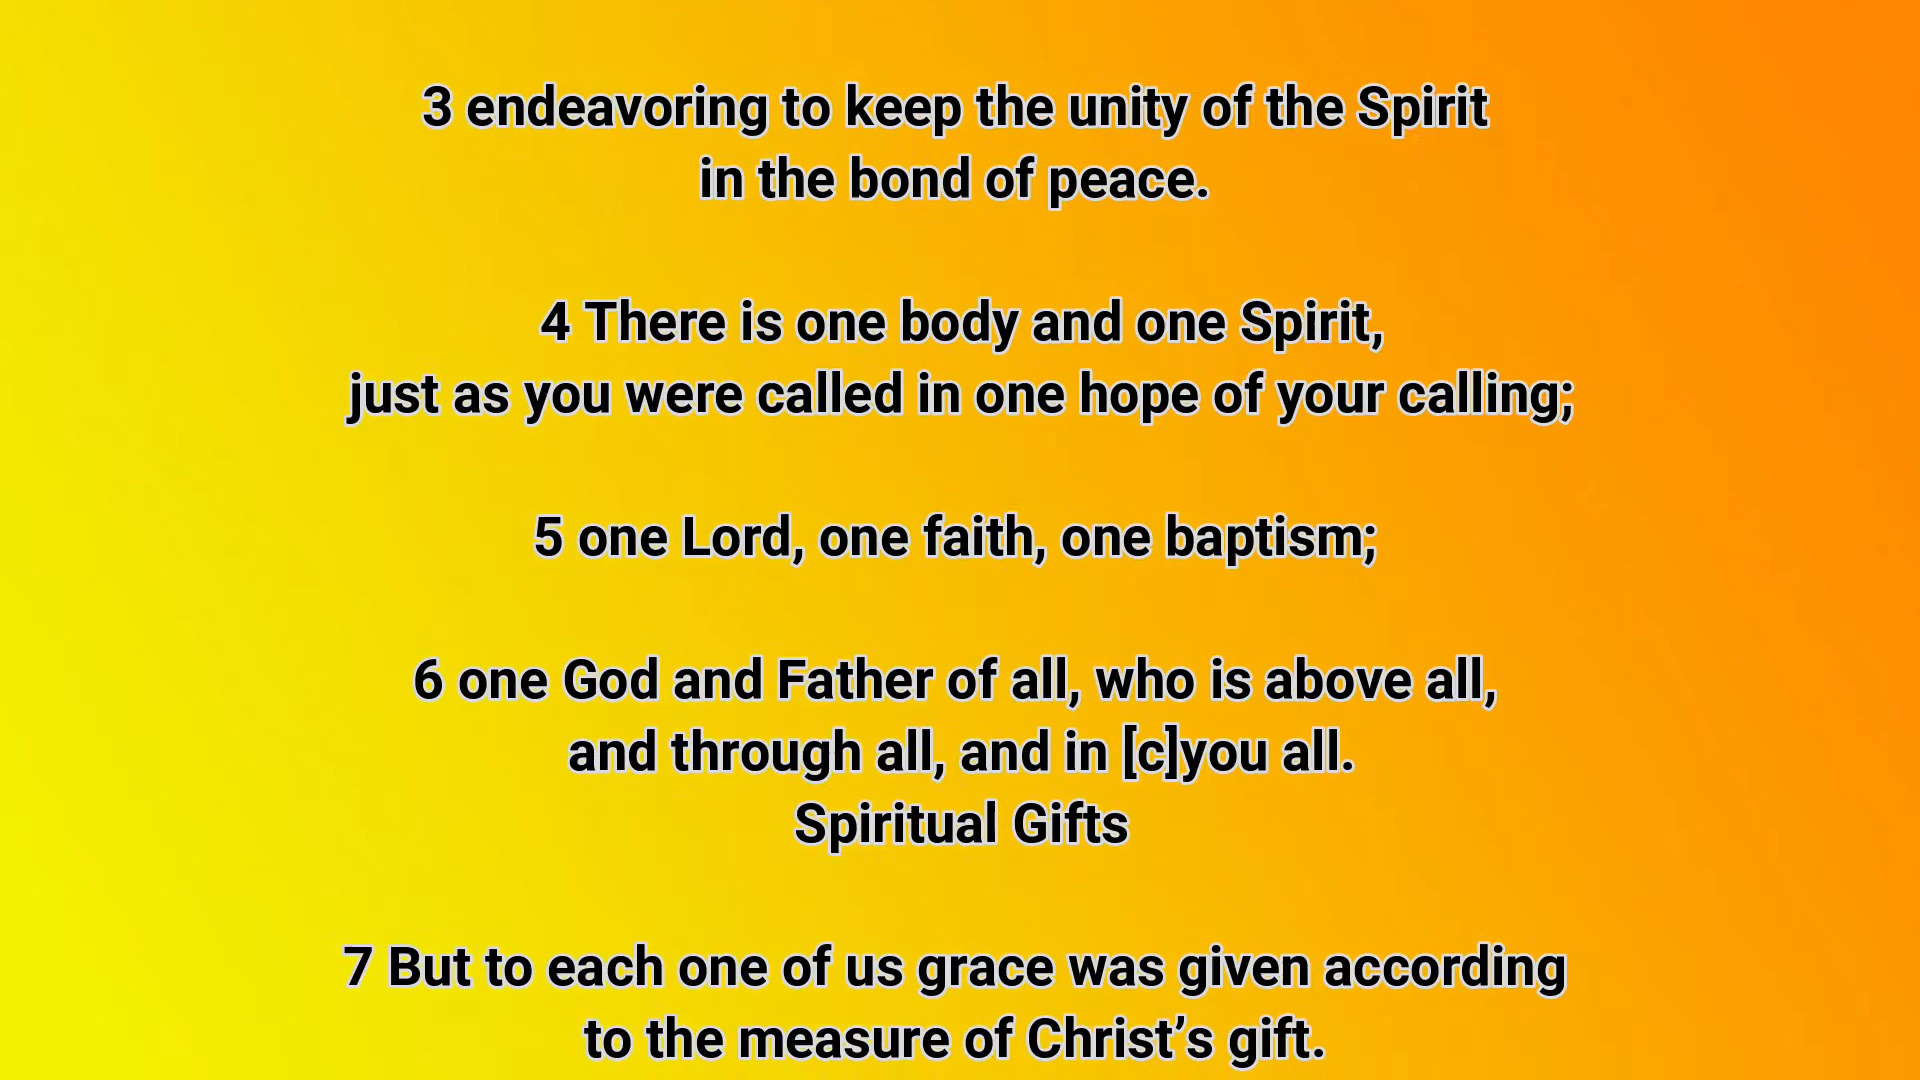 3 endeavoring to keep the unity of the Spirit
in the bond of peace.
4 There is one body and one Spirit,
just as you were called in one hope of your calling;
5 one Lord, one faith, one baptism;
6 one God and Father of all, who is above all,
and through all, and in [c]you all.
Spiritual Gifts
7 But to each one of us grace was given according
to the measure of Christ’s gift.